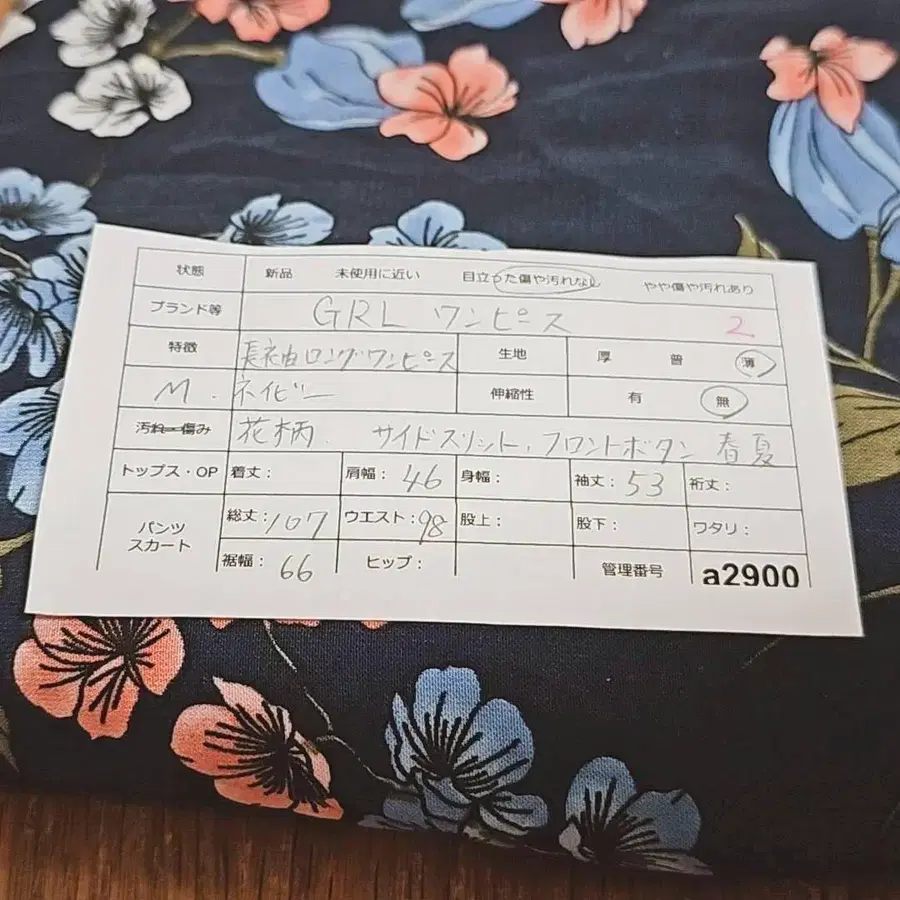 状態 新品 未使用に近い 目立った傷や汚れなし やや傷や汚れあり
ブランド等 GRL ワンピース 2
特徴 長袖ロングワンピース 生地 厚 普 薄
M. ネイビー 伸縮性 有 無
汚れ・傷み 花柄. サイドスリット.フロントボタン 春夏
トップス・OP 着丈: 肩幅: 46 身幅: 袖丈: 53 裄丈:
パンツ スカート 総丈: 107 ウエスト: 98 股上: 股下: ワタリ:
裾幅: 66 ヒップ: 管理番号 a2900